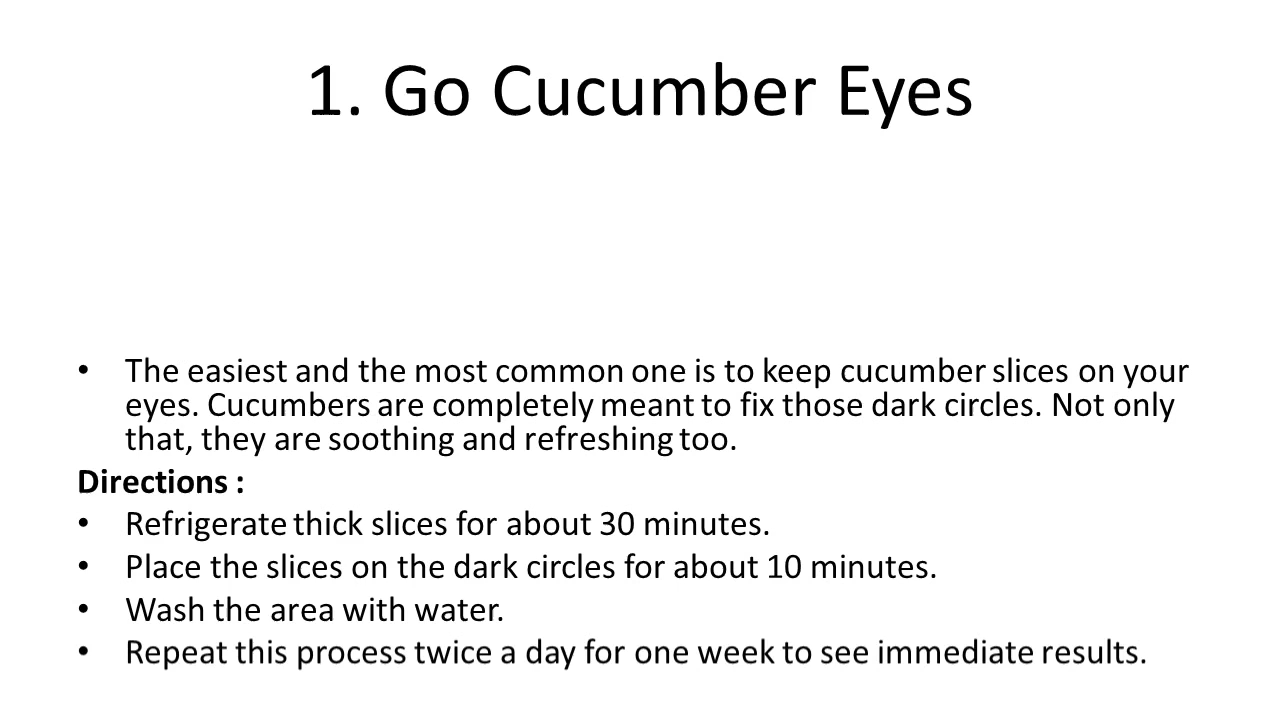 1. Go Cucumber Eyes
• The easiest and the most common one is to keep cucumber slices on your
eyes. Cucumbers are completely meant to fix those dark circles. Not only
that, they are soothing and refreshing too.
Directions :
• Refrigerate thick slices for about 30 minutes.
• Place the slices on the dark circles for about 10 minutes.
• Wash the area with water.
• Repeat this process twice a day for one week to see immediate results.